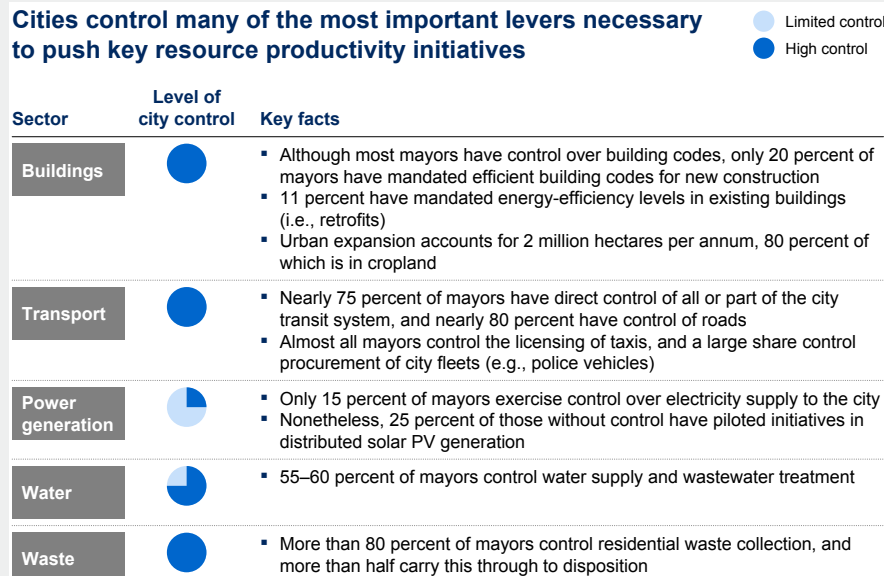 Cities control many of the most important levers necessary
to push key resource productivity initiatives
Limited control
High control
Sector
Level of
city control
Key facts
Buildings
▪ Although most mayors have control over building codes, only 20 percent of
mayors have mandated efficient building codes for new construction
▪ 11 percent have mandated energy-efficiency levels in existing buildings
(i.e., retrofits)
▪ Urban expansion accounts for 2 million hectares per annum, 80 percent of
which is in cropland
Transport
▪ Nearly 75 percent of mayors have direct control of all or part of the city
transit system, and nearly 80 percent have control of roads
▪ Almost all mayors control the licensing of taxis, and a large share control
procurement of city fleets (e.g., police vehicles)
Power
generation
▪ Only 15 percent of mayors exercise control over electricity supply to the city
▪ Nonetheless, 25 percent of those without control have piloted initiatives in
distributed solar PV generation
Water
▪ 55–60 percent of mayors control water supply and wastewater treatment
Waste
▪ More than 80 percent of mayors control residential waste collection, and
more than half carry this through to disposition